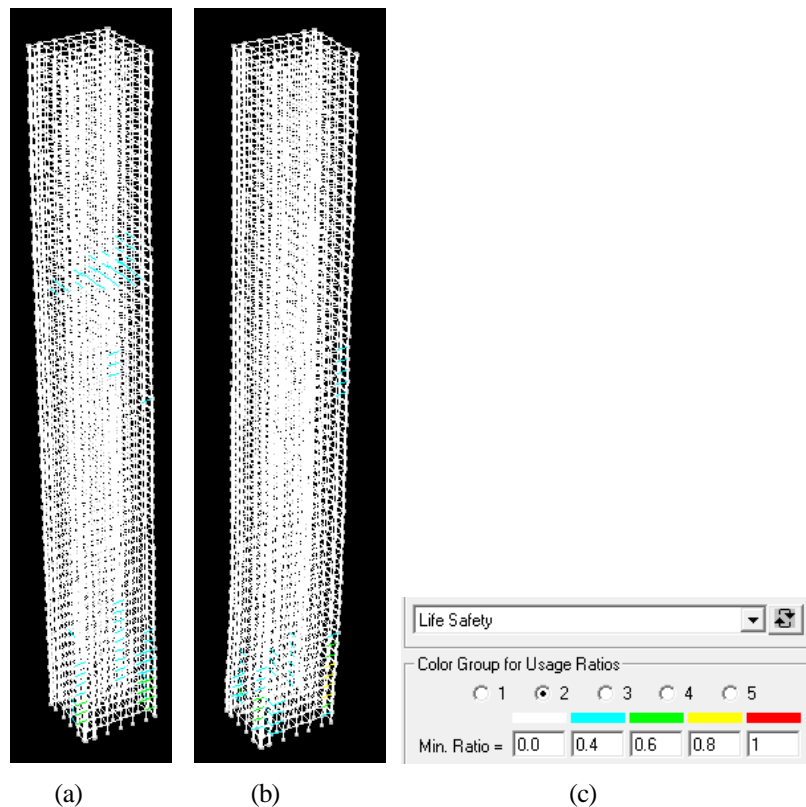 Life Safety
Color Group for Usage Ratios
1 2 3 4 5
Min. Ratio = 0.0 0.4 0.6 0.8 1
(a) (b) (c)